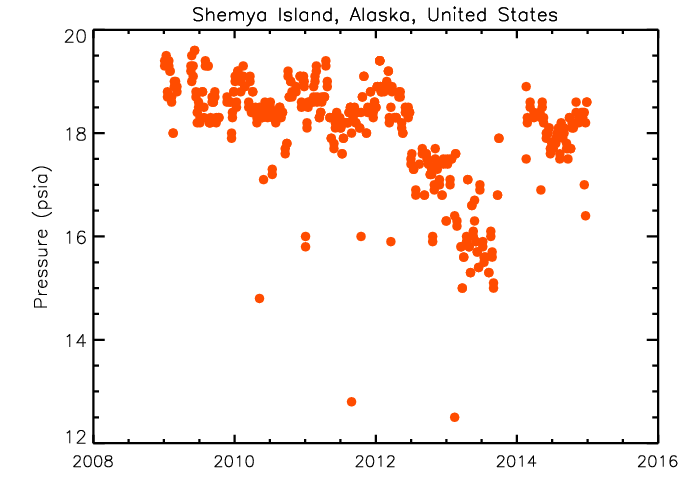 Shemya Island, Alaska, United States
20
18
16
14
12
Pressure (psia)
2008 2010 2012 2014 2016